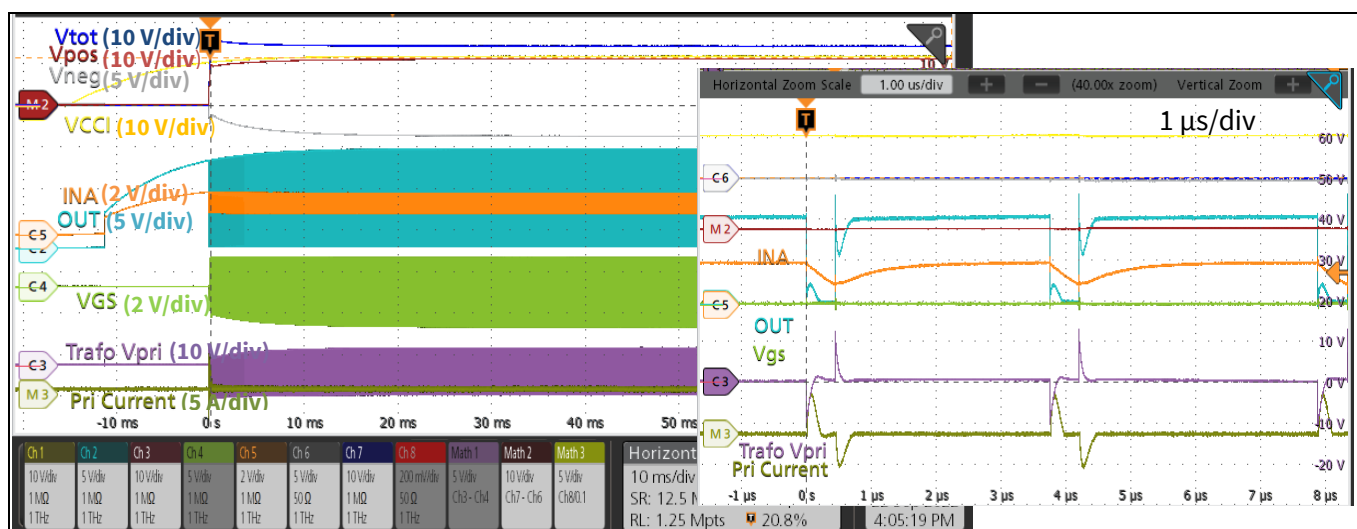 Vtot (10 V/div)
T
Vpos (10 V/div)
Vneg (5 V/div)
10 V
M 2
VCCI (10 V/div)
INA (2 V/div)
OUT (5 V/div)
C5
C2
C4
VGS (2 V/div)
Trafo Vpri (10 V/div)
C3
M 3
Pri Current (5 A/div)
-10 ms
0 s
10 ms
20 ms
30 ms
40 ms
50 ms
Ch 1
10 V/div
1 MΩ
1 THz
Ch 2
5 V/div
1 MΩ
1 THz
Ch 3
10 V/div
1 MΩ
1 THz
Ch 4
5 V/div
1 MΩ
1 THz
Ch 5
2 V/div
1 MΩ
1 THz
Ch 6
5 V/div
50 Ω
1 THz
Ch 7
10 V/div
1 MΩ
1 THz
Ch 8
200 mV/div
50 Ω
1 THz
Math 1
5 V/div
Ch3 - Ch4
Math 2
10 V/div
Ch7 - Ch6
Math 3
5 V/div
Ch8/0.1
Horizont
10 ms/div
SR: 12.5 M
RL: 1.25 Mpts
T 20.8%
4:05:19 PM
Horizontal Zoom Scale 1.00 us/div + − (40.00x zoom) Vertical Zoom +
T
1 µs/div
60 V
C6
50 V
40 V
M 2
INA
30 V
C5
20 V
OUT
Vgs
10 V
C3
0 V
-10 V
M 3
Trafo Vpri
Pri Current
-20 V
-1 µs
0 s
1 µs
2 µs
3 µs
4 µs
5 µs
6 µs
7 µs
8 µs